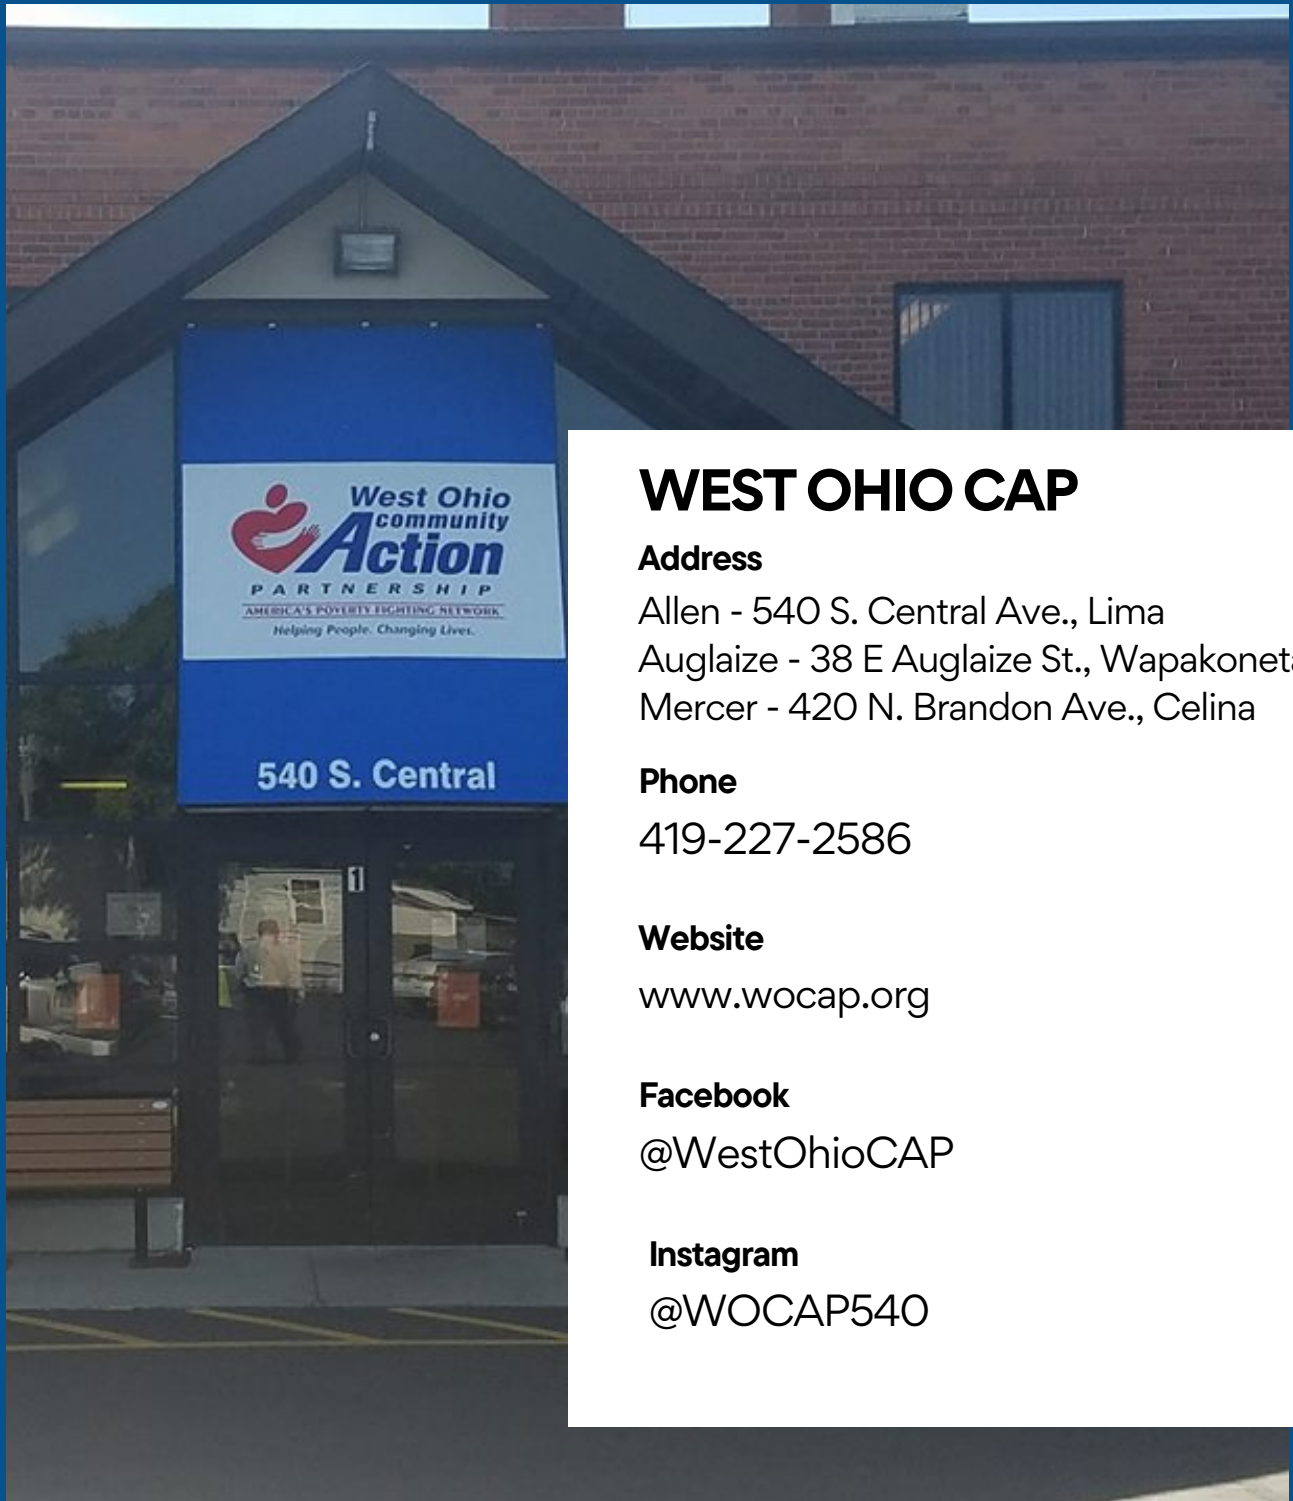 West Ohio
community
Action
PARTNERSHIP
AMERICA'S POVERTY FIGHTING NETWORK
Helping People. Changing Lives.
540 S. Central
1
WEST OHIO CAP
Address
Allen - 540 S. Central Ave., Lima
Auglaize - 38 E Auglaize St., Wapakoneta
Mercer - 420 N. Brandon Ave., Celina
Phone
419-227-2586
Website
www.wocap.org
Facebook
@WestOhioCAP
Instagram
@WOCAP540